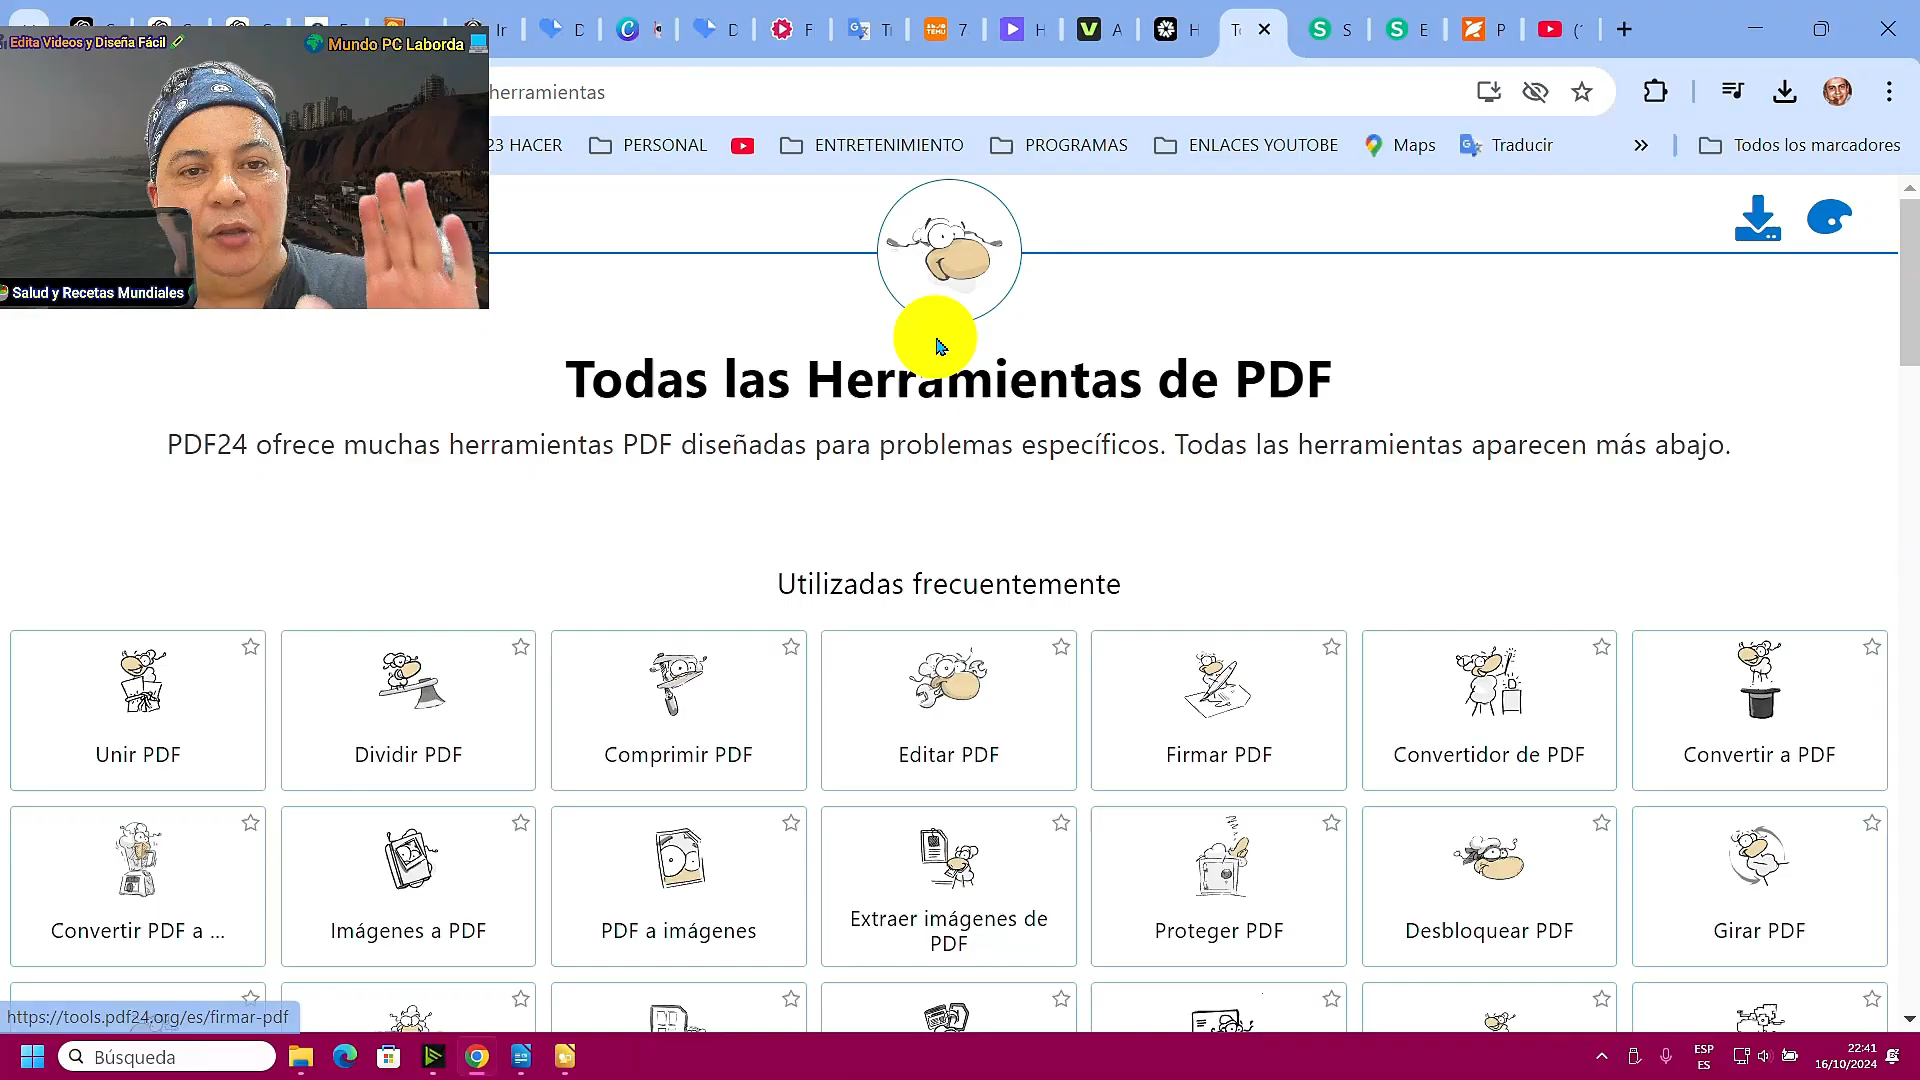 Edita Videos y Diseña Fácil
Mundo PC Laborda
Salud y Recetas Mundiales
Ir
D
D
F
7
H
A
H
S
E
P
(
herramientas
23 HACER
PERSONAL
ENTRETENIMIENTO
PROGRAMAS
ENLACES YOUTUBE
Maps
Traducir
»
Todos los marcadores
Todas las Herramientas de PDF
PDF24 ofrece muchas herramientas PDF diseñadas para problemas específicos. Todas las herramientas aparecen más abajo.
Utilizadas frecuentemente
Unir PDF
Dividir PDF
Comprimir PDF
Editar PDF
Firmar PDF
Convertidor de PDF
Convertir a PDF
Convertir PDF a ...
Imágenes a PDF
PDF a imágenes
Extraer imágenes de
PDF
Proteger PDF
Desbloquear PDF
Girar PDF
https://tools.pdf24.org/es/firmar-pdf
Búsqueda
ESP
ES
22:41
16/10/2024